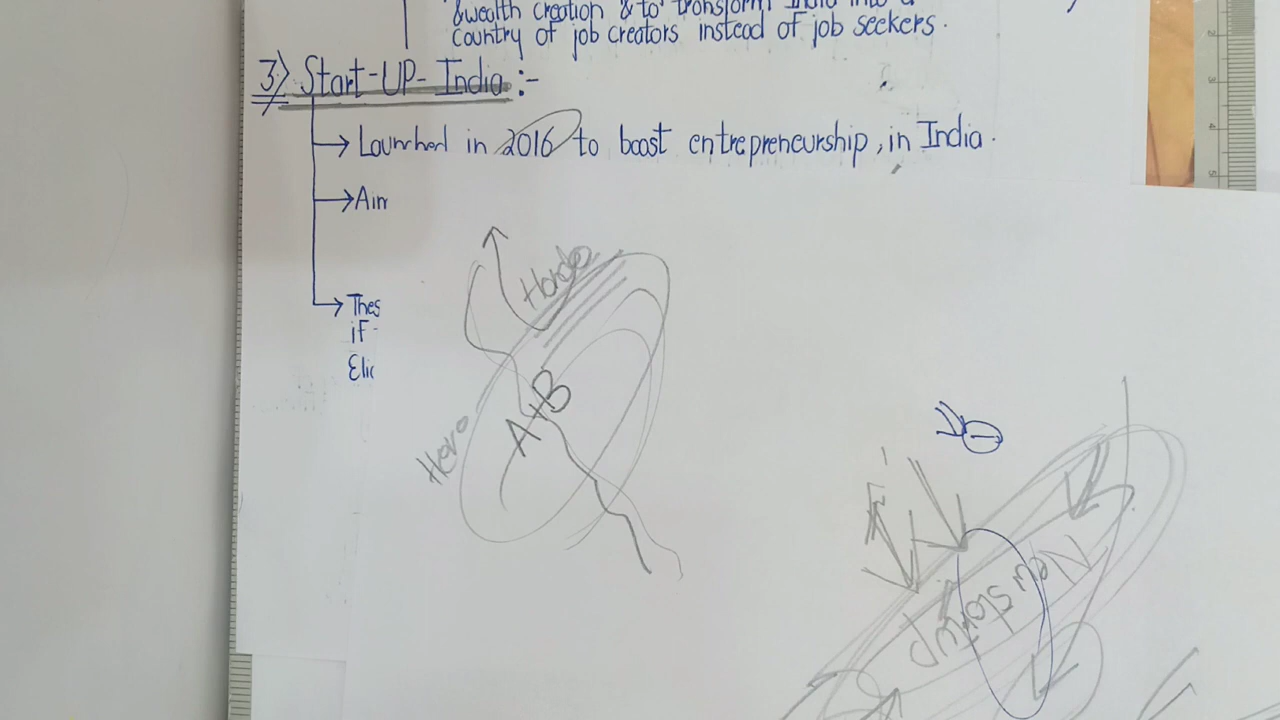 &wealth creation & to transform India into a
country of job creators instead of job seekers.
3) Start-UP-India :-
→ Launched in 2016 to boost entrepreneurship, in India.
→ Aim
→ Thes
iF
Elic
Hero
A+B
New startup